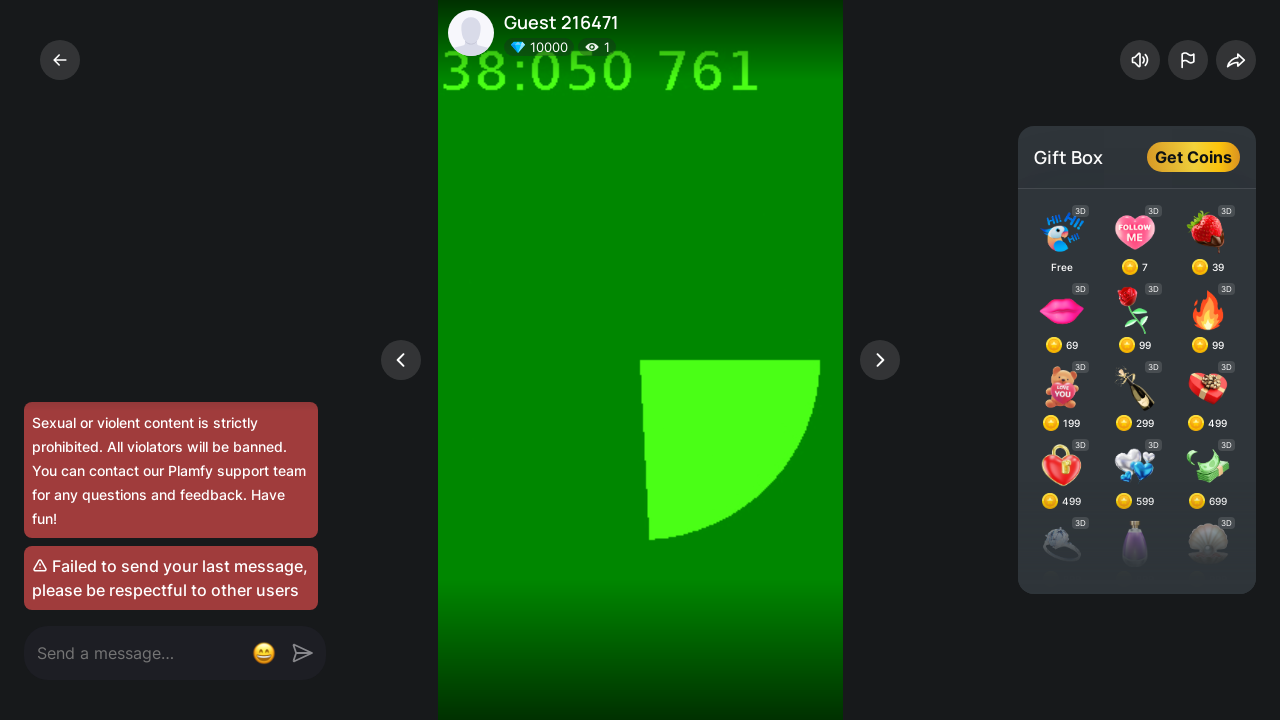 Guest 216471
10000 1
38:050 761
Gift Box
Get Coins
3D 3D 3D
Hi! Hi! Hi! Hi!
FOLLOW
ME
Free 7 39
3D 3D 3D
69 99 99
3D 3D 3D
LOVE
YOU
199 299 499
3D 3D 3D
499 599 699
3D 3D
Sexual or violent content is strictly
prohibited. All violators will be banned.
You can contact our Plamfy support team
for any questions and feedback. Have
fun!
Failed to send your last message,
please be respectful to other users
Send a message...